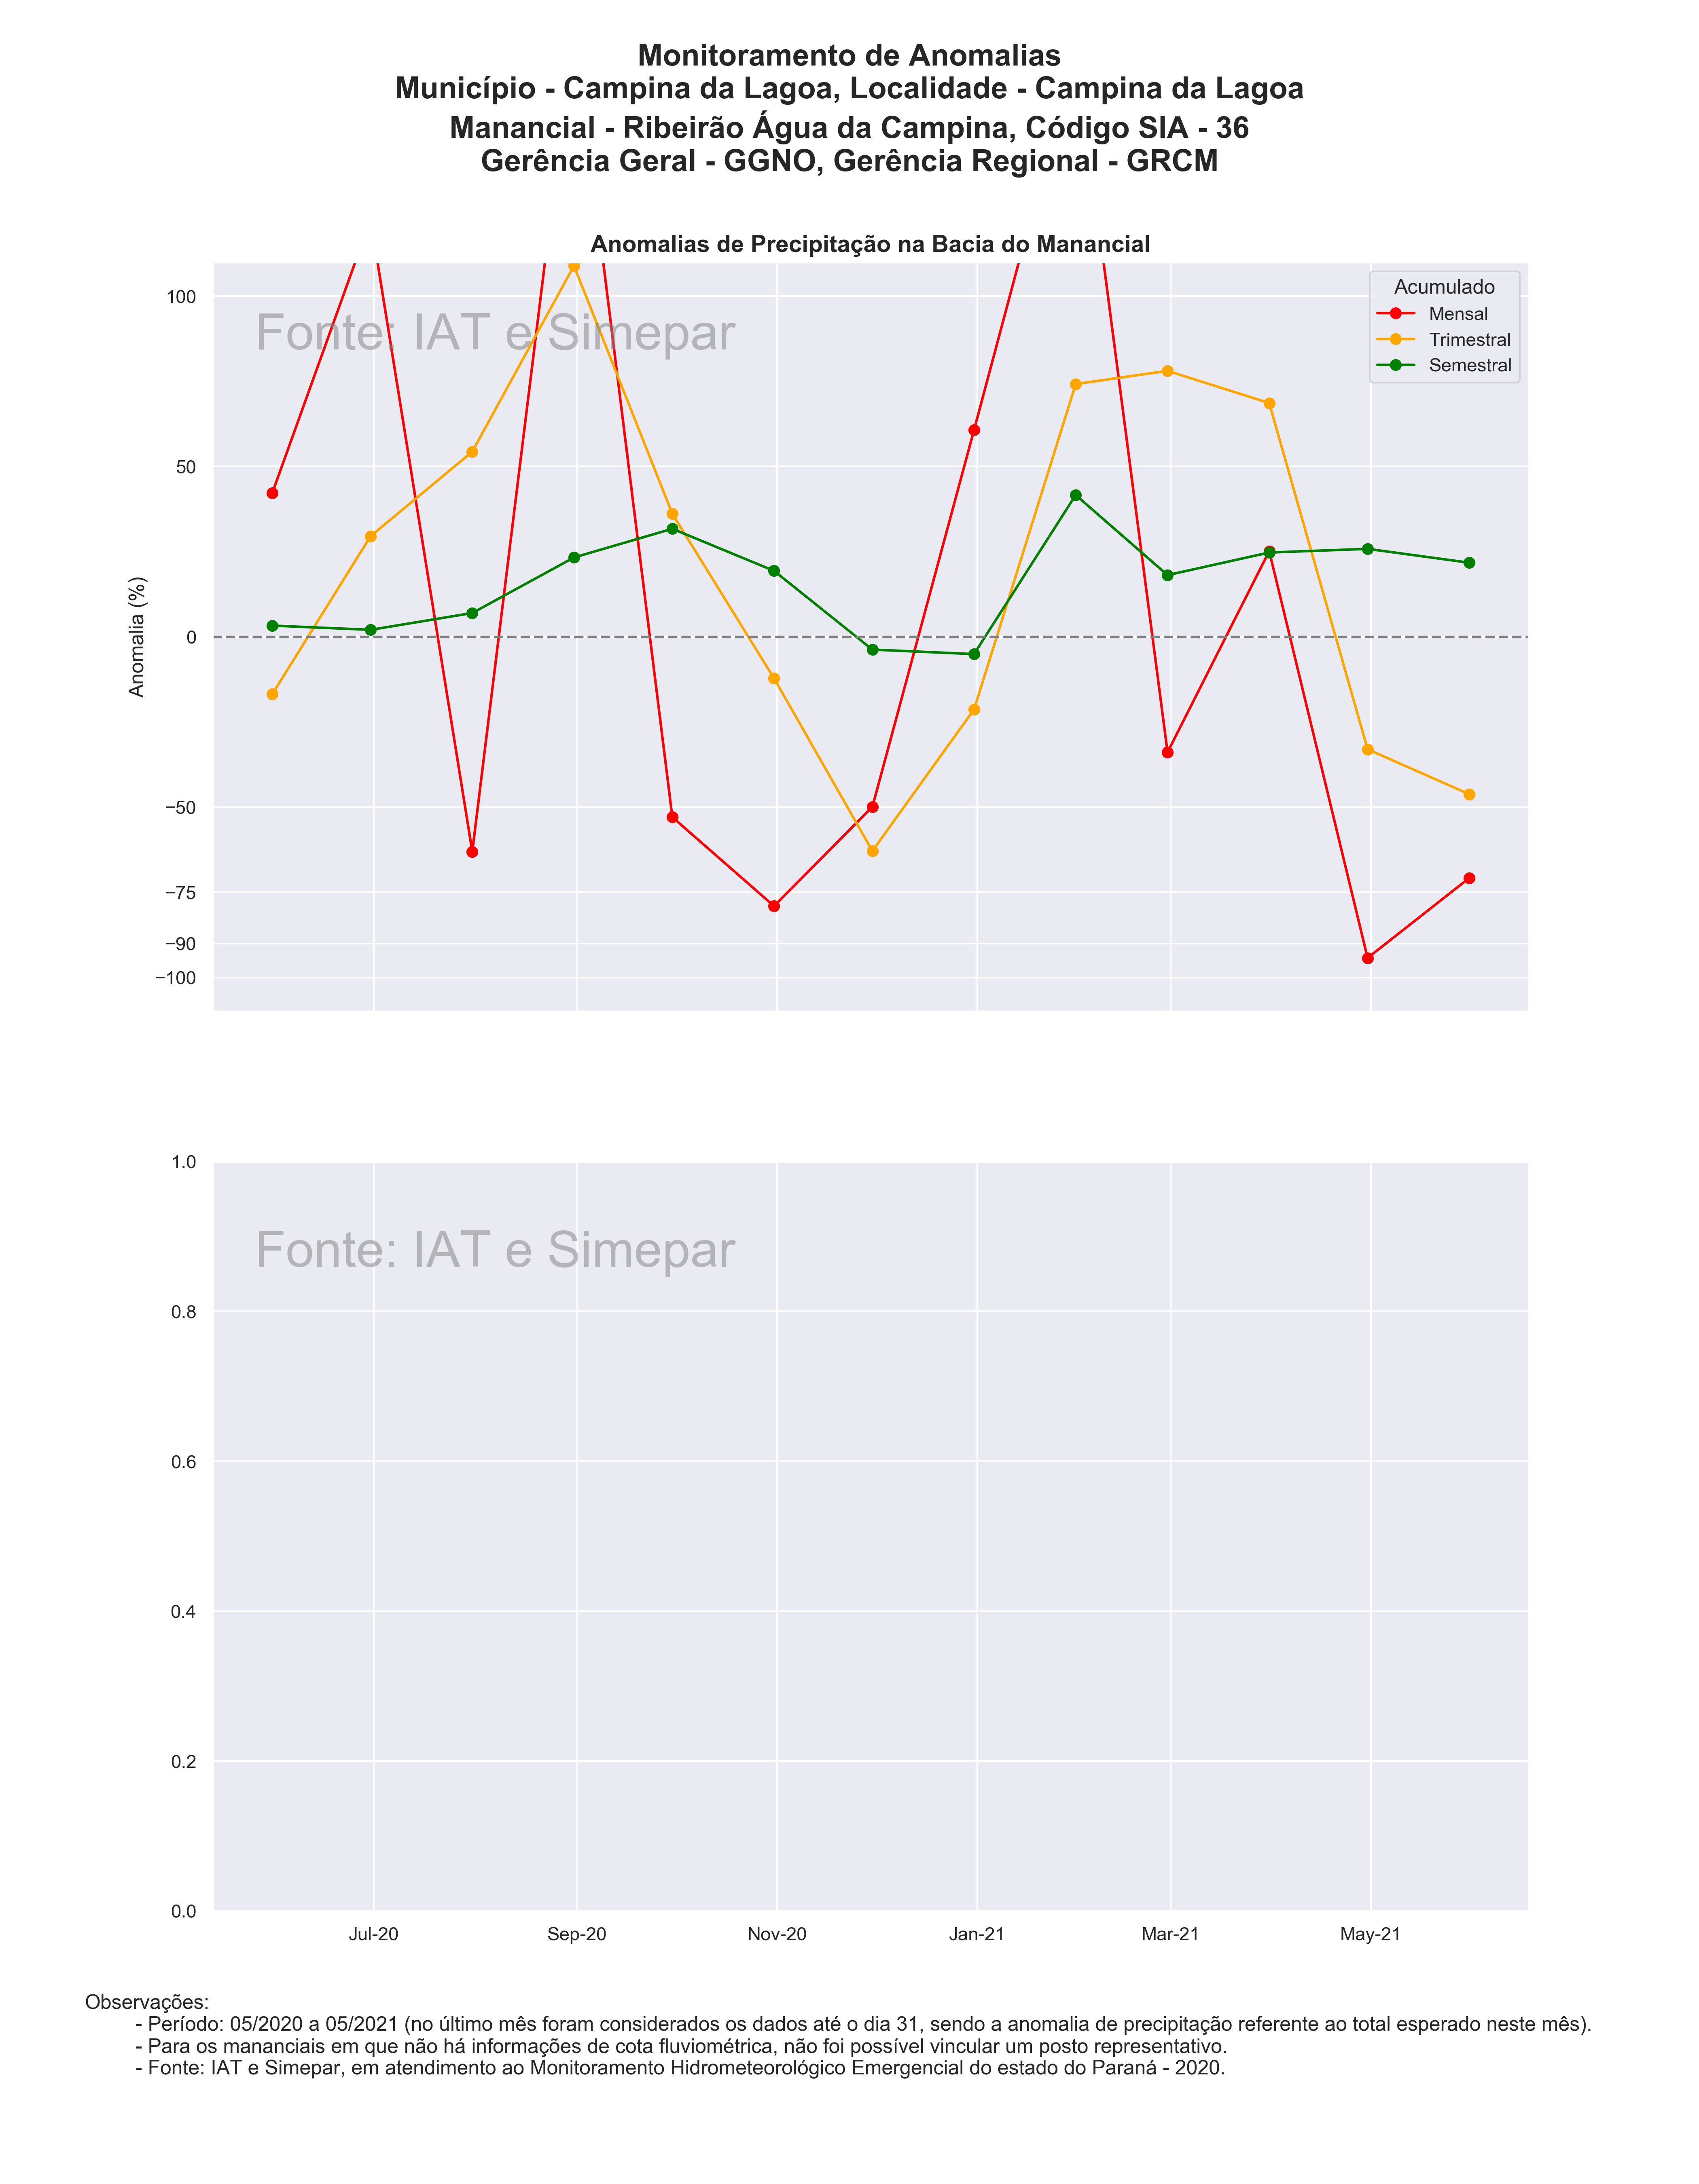 Monitoramento de Anomalias
Município - Campina da Lagoa, Localidade - Campina da Lagoa
Manancial - Ribeirão Água da Campina, Código SIA - 36
Gerência Geral - GGNO, Gerência Regional - GRCM
Anomalias de Precipitação na Bacia do Manancial
Fonte: IAT e Simepar
Acumulado
Mensal
Trimestral
Semestral
Anomalia (%)
100
50
0
−50
−75
−90
−100
Fonte: IAT e Simepar
1.0
0.8
0.6
0.4
0.2
0.0
Jul-20 Sep-20 Nov-20 Jan-21 Mar-21 May-21
Observações:
- Período: 05/2020 a 05/2021 (no último mês foram considerados os dados até o dia 31, sendo a anomalia de precipitação referente ao total esperado neste mês).
- Para os mananciais em que não há informações de cota fluviométrica, não foi possível vincular um posto representativo.
- Fonte: IAT e Simepar, em atendimento ao Monitoramento Hidrometeorológico Emergencial do estado do Paraná - 2020.